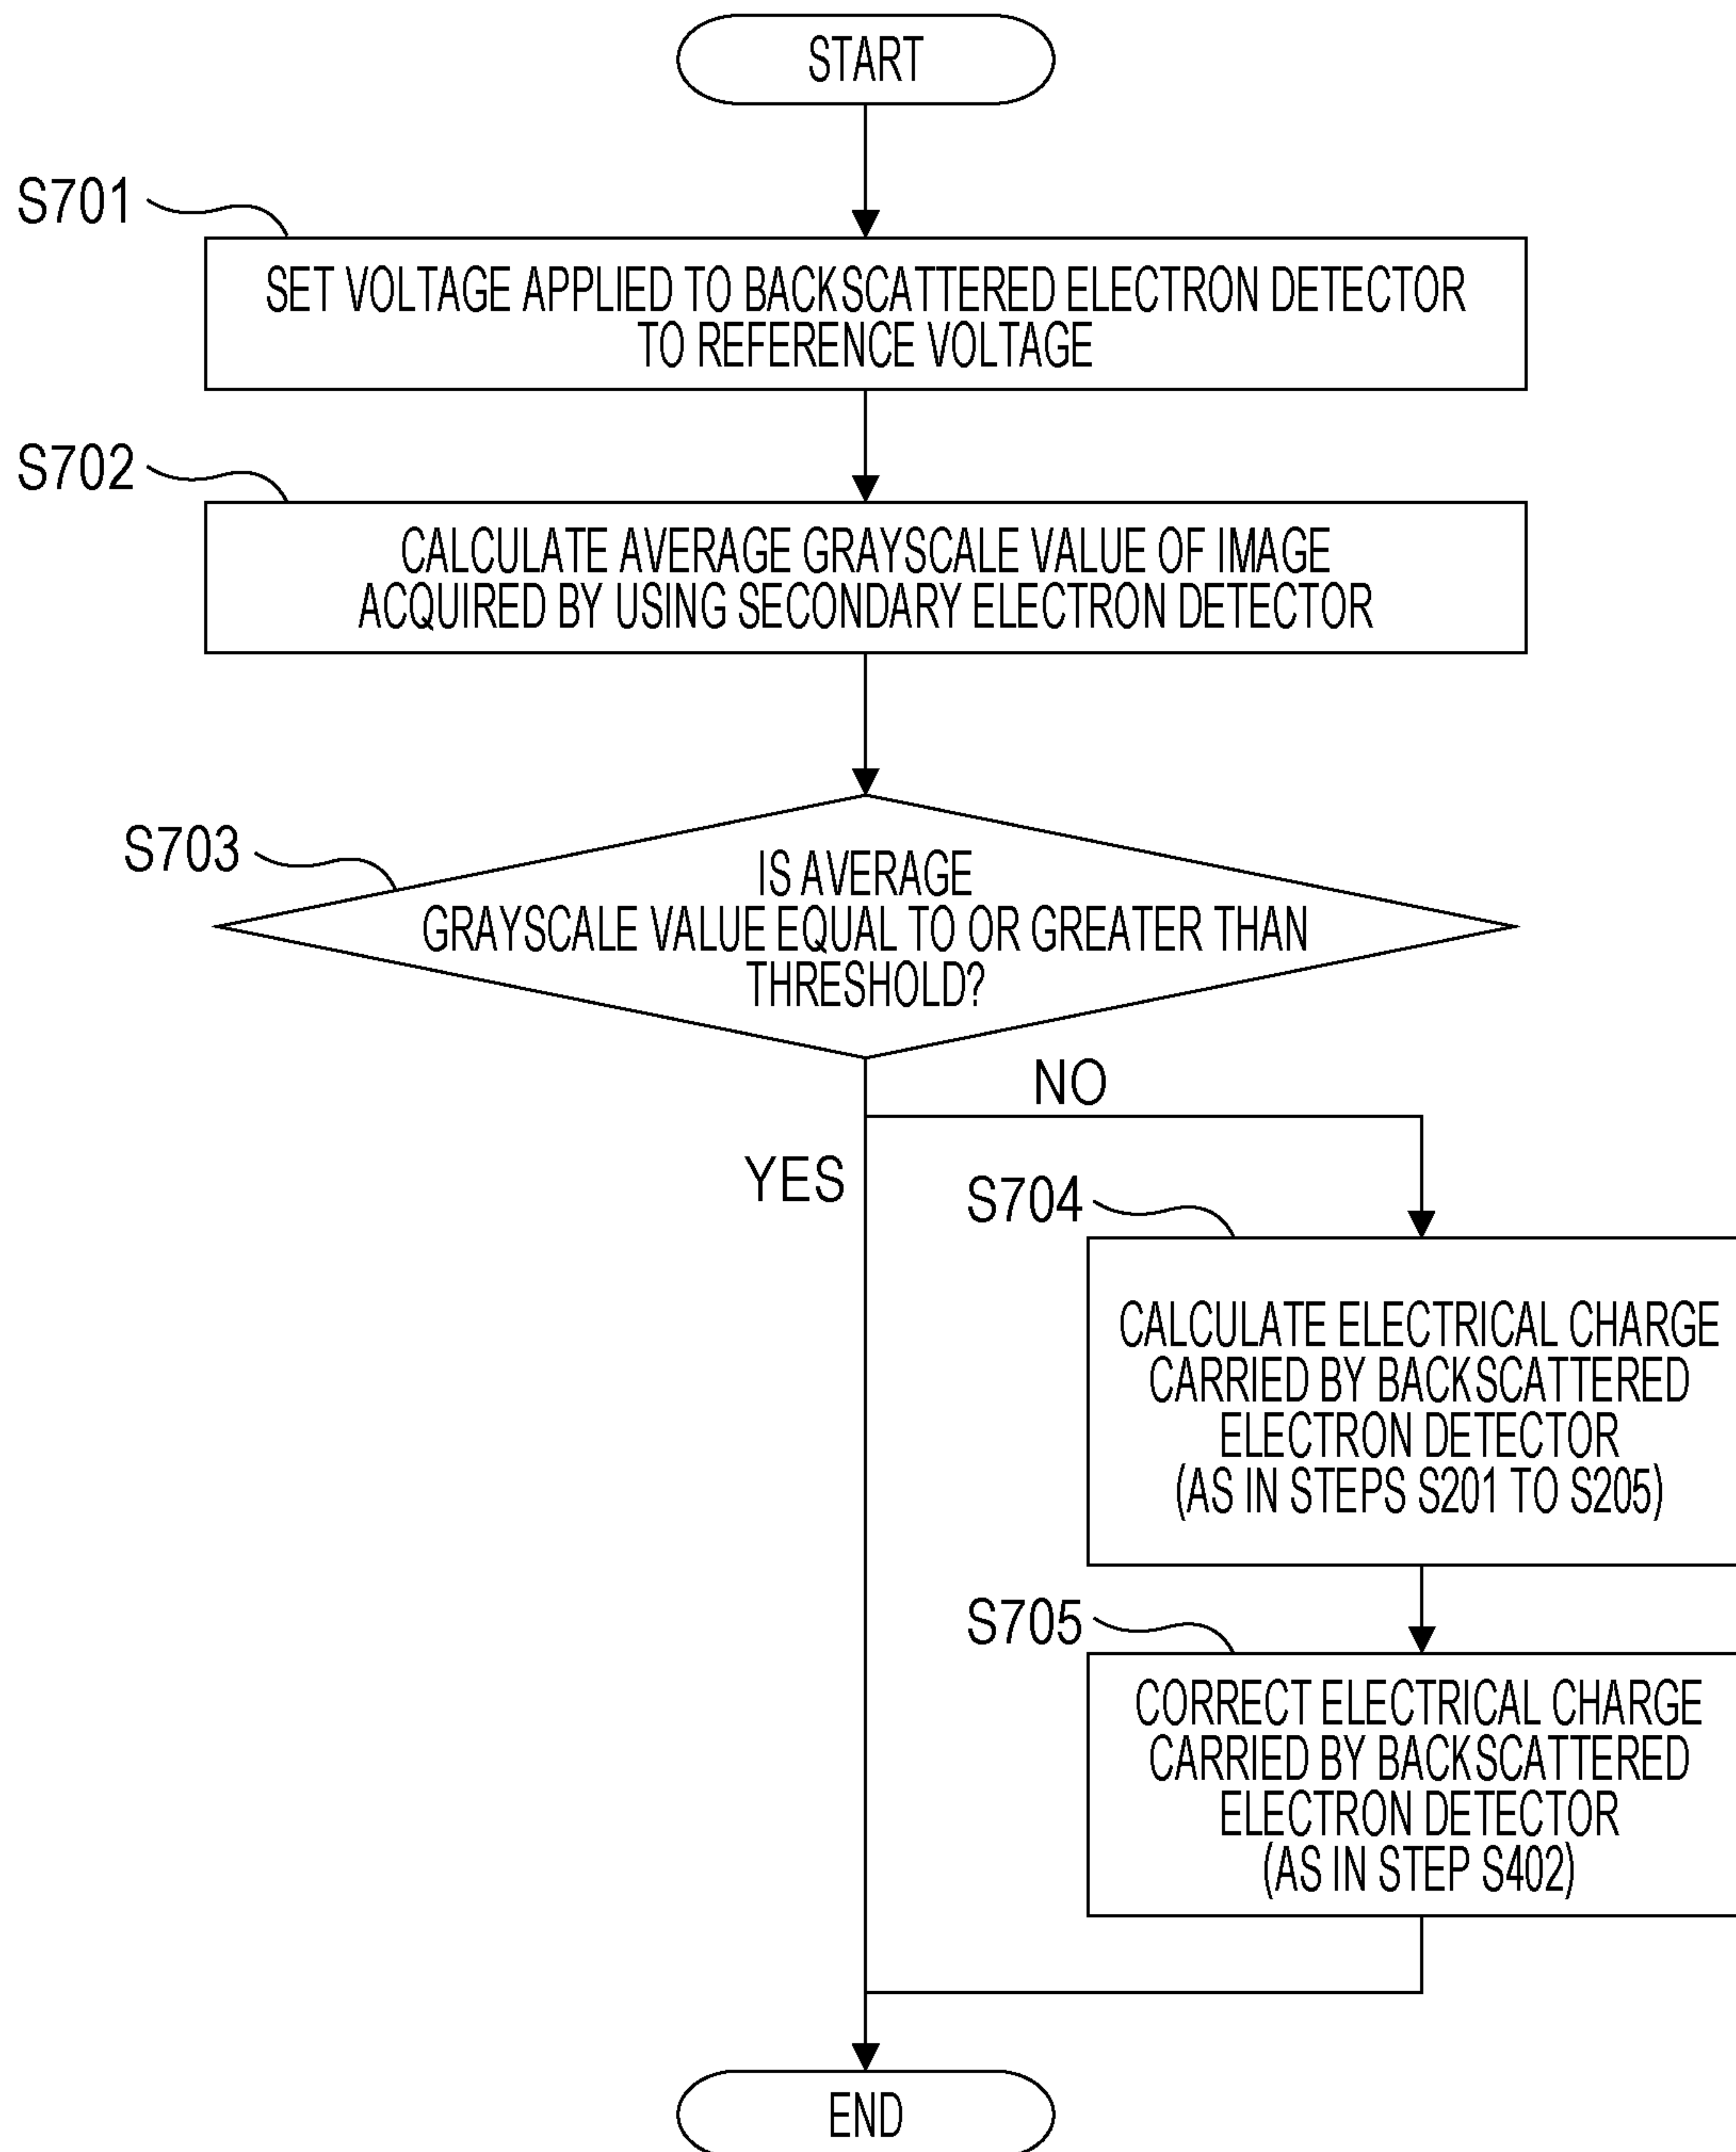 START
S701
SET VOLTAGE APPLIED TO BACKSCATTERED ELECTRON DETECTOR
TO REFERENCE VOLTAGE
S702
CALCULATE AVERAGE GRAYSCALE VALUE OF IMAGE
ACQUIRED BY USING SECONDARY ELECTRON DETECTOR
S703
IS AVERAGE
GRAYSCALE VALUE EQUAL TO OR GREATER THAN
THRESHOLD?
NO
YES
S704
CALCULATE ELECTRICAL CHARGE
CARRIED BY BACKSCATTERED
ELECTRON DETECTOR
(AS IN STEPS S201 TO S205)
S705
CORRECT ELECTRICAL CHARGE
CARRIED BY BACKSCATTERED
ELECTRON DETECTOR
(AS IN STEP S402)
END